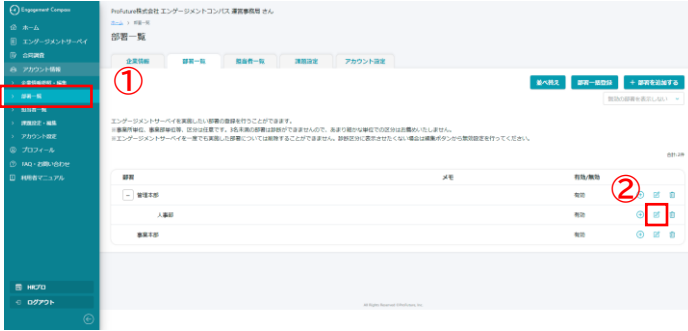 Engagement Compass
ホーム
エンゲージメントサーベイ
合同調査
アカウント情報
企業情報確認・編集
部署一覧
担当者一覧
課題設定・編集
アカウント設定
プロフィール
FAQ・お問い合わせ
利用者マニュアル
HRプロ
ログアウト
ProFuture株式会社 エンゲージメントコンパス 運営事務局 さん
ホーム > 部署一覧
部署一覧
企業情報 部署一覧 担当者一覧 課題設定 アカウント設定
①
並べ替え 部署一括登録 + 部署を追加する
無効の部署を表示しない
エンゲージメントサーベイを実施したい部署の登録を行うことができます。
※事業所単位、事業部単位等、区分は任意です。3名未満の部署は診断ができませんので、あまり細かな単位での区分はお薦めいたしません。
※エンゲージメントサーベイを一度でも実施した部署については削除することができません。診断区分に表示させたくない場合は編集ボタンから無効設定を行ってください。
部署 メモ 有効/無効
②
管理本部 有効
人事部 有効
事業本部 有効
All Rights Reserved ©ProFuture, Inc.